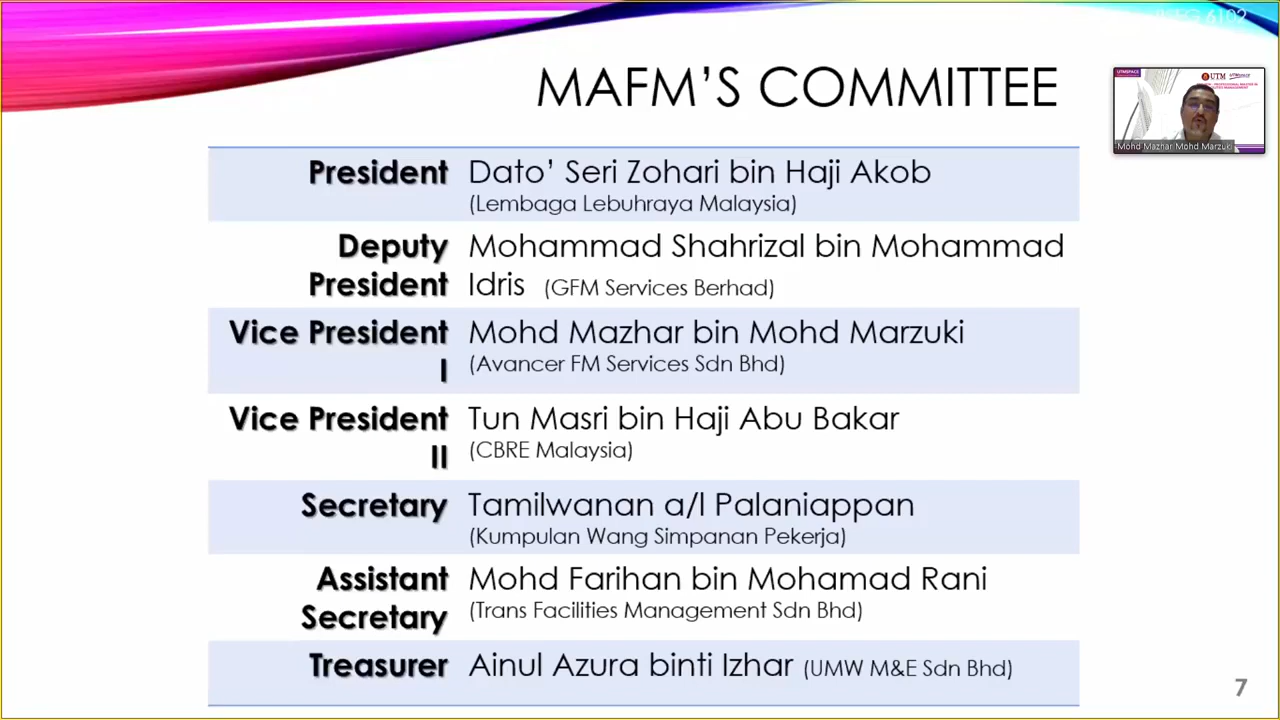 MAFM'S COMMITTEE
UTMSPACE
UTM
Mohd Mazhar Mohd Marzuki
President Dato' Seri Zohari bin Haji Akob
(Lembaga Lebuhraya Malaysia)
Deputy Mohammad Shahrizal bin Mohammad
President Idris (GFM Services Berhad)
Vice President Mohd Mazhar bin Mohd Marzuki
I (Avancer FM Services Sdn Bhd)
Vice President Tun Masri bin Haji Abu Bakar
II (CBRE Malaysia)
Secretary Tamilwanan a/l Palaniappan
(Kumpulan Wang Simpanan Pekerja)
Assistant Mohd Farihan bin Mohamad Rani
Secretary (Trans Facilities Management Sdn Bhd)
Treasurer Ainul Azura binti Izhar (UMW M&E Sdn Bhd)
7